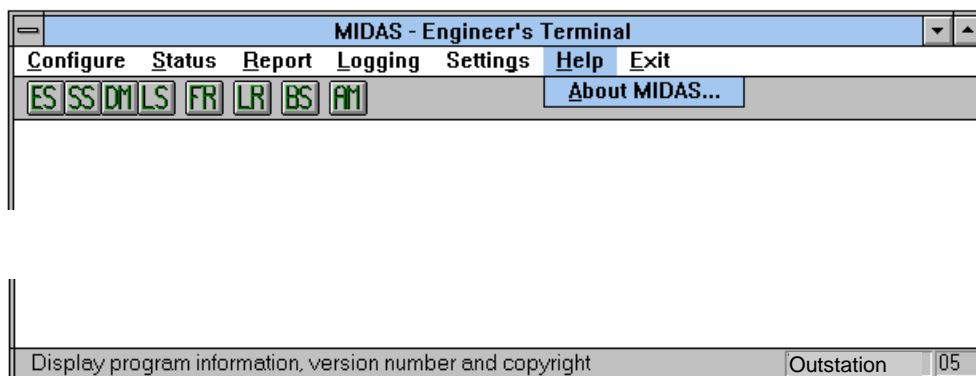 MIDAS - Engineer's Terminal
Configure Status Report Logging Settings Help Exit
ES SS DM LS FR LR BS AM
About MIDAS...
Display program information, version number and copyright Outstation 05